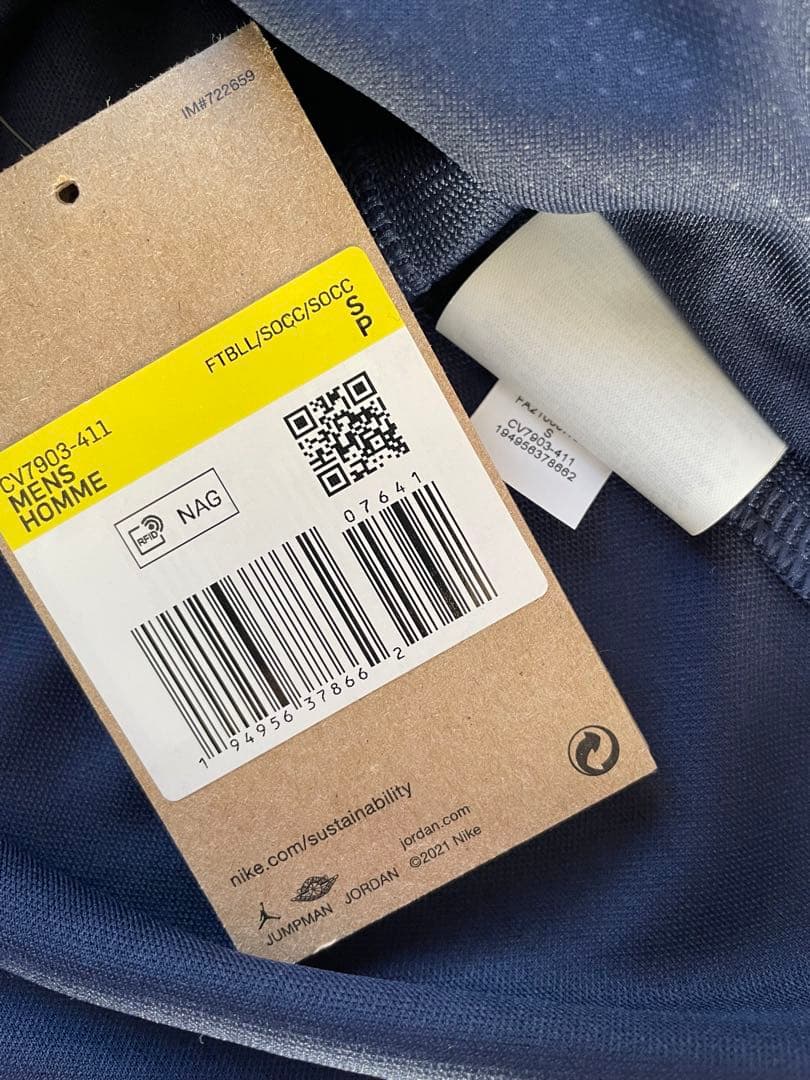 IM#722659
FTBLL/SOCC/SOCC
S
P
CV7903-411
MENS
HOMME
RFID NAG
07641
1 94956 37866 2
nike.com/sustainability
jordan.com
©2021 Nike
JUMPMAN JORDAN
S
CV7903-411
194956378662